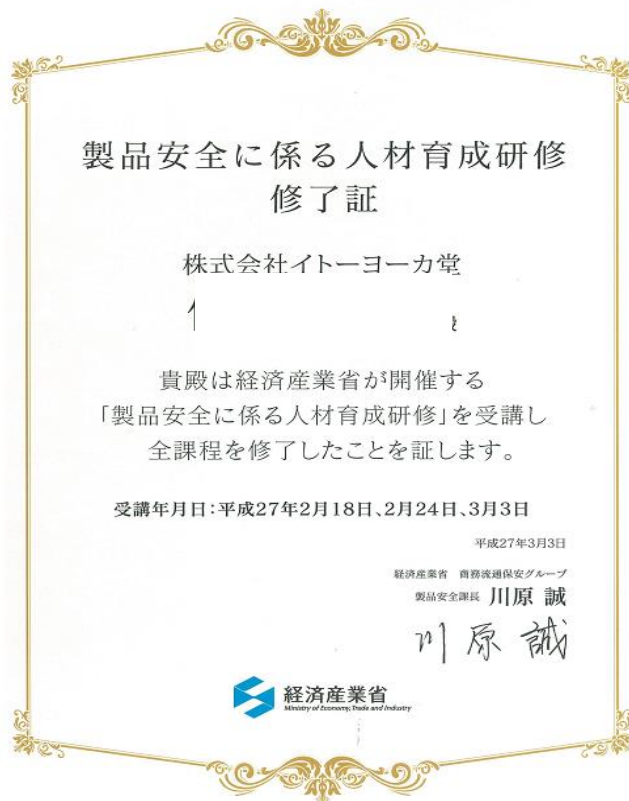 製品安全に係る人材育成研修
修了証
株式会社イトーヨーカ堂
貴殿は経済産業省が開催する
「製品安全に係る人材育成研修」を受講し
全課程を修了したことを証します。
受講年月日:平成27年2月18日、2月24日、3月3日
平成27年3月3日
経済産業省 商務流通保安グループ
製品安全課長 川原 誠
川原 誠
経済産業省
Ministry of Economy, Trade and Industry